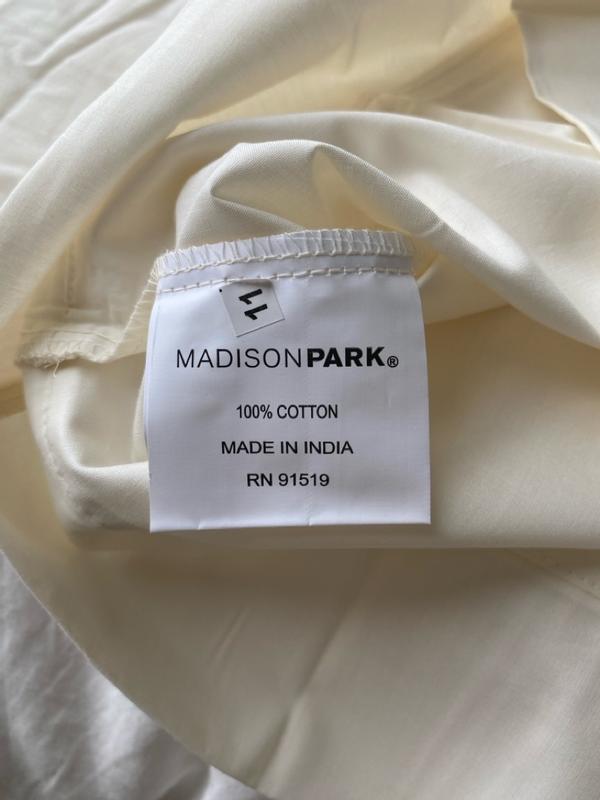 11
MADISONPARK®
100% COTTON
MADE IN INDIA
RN 91519